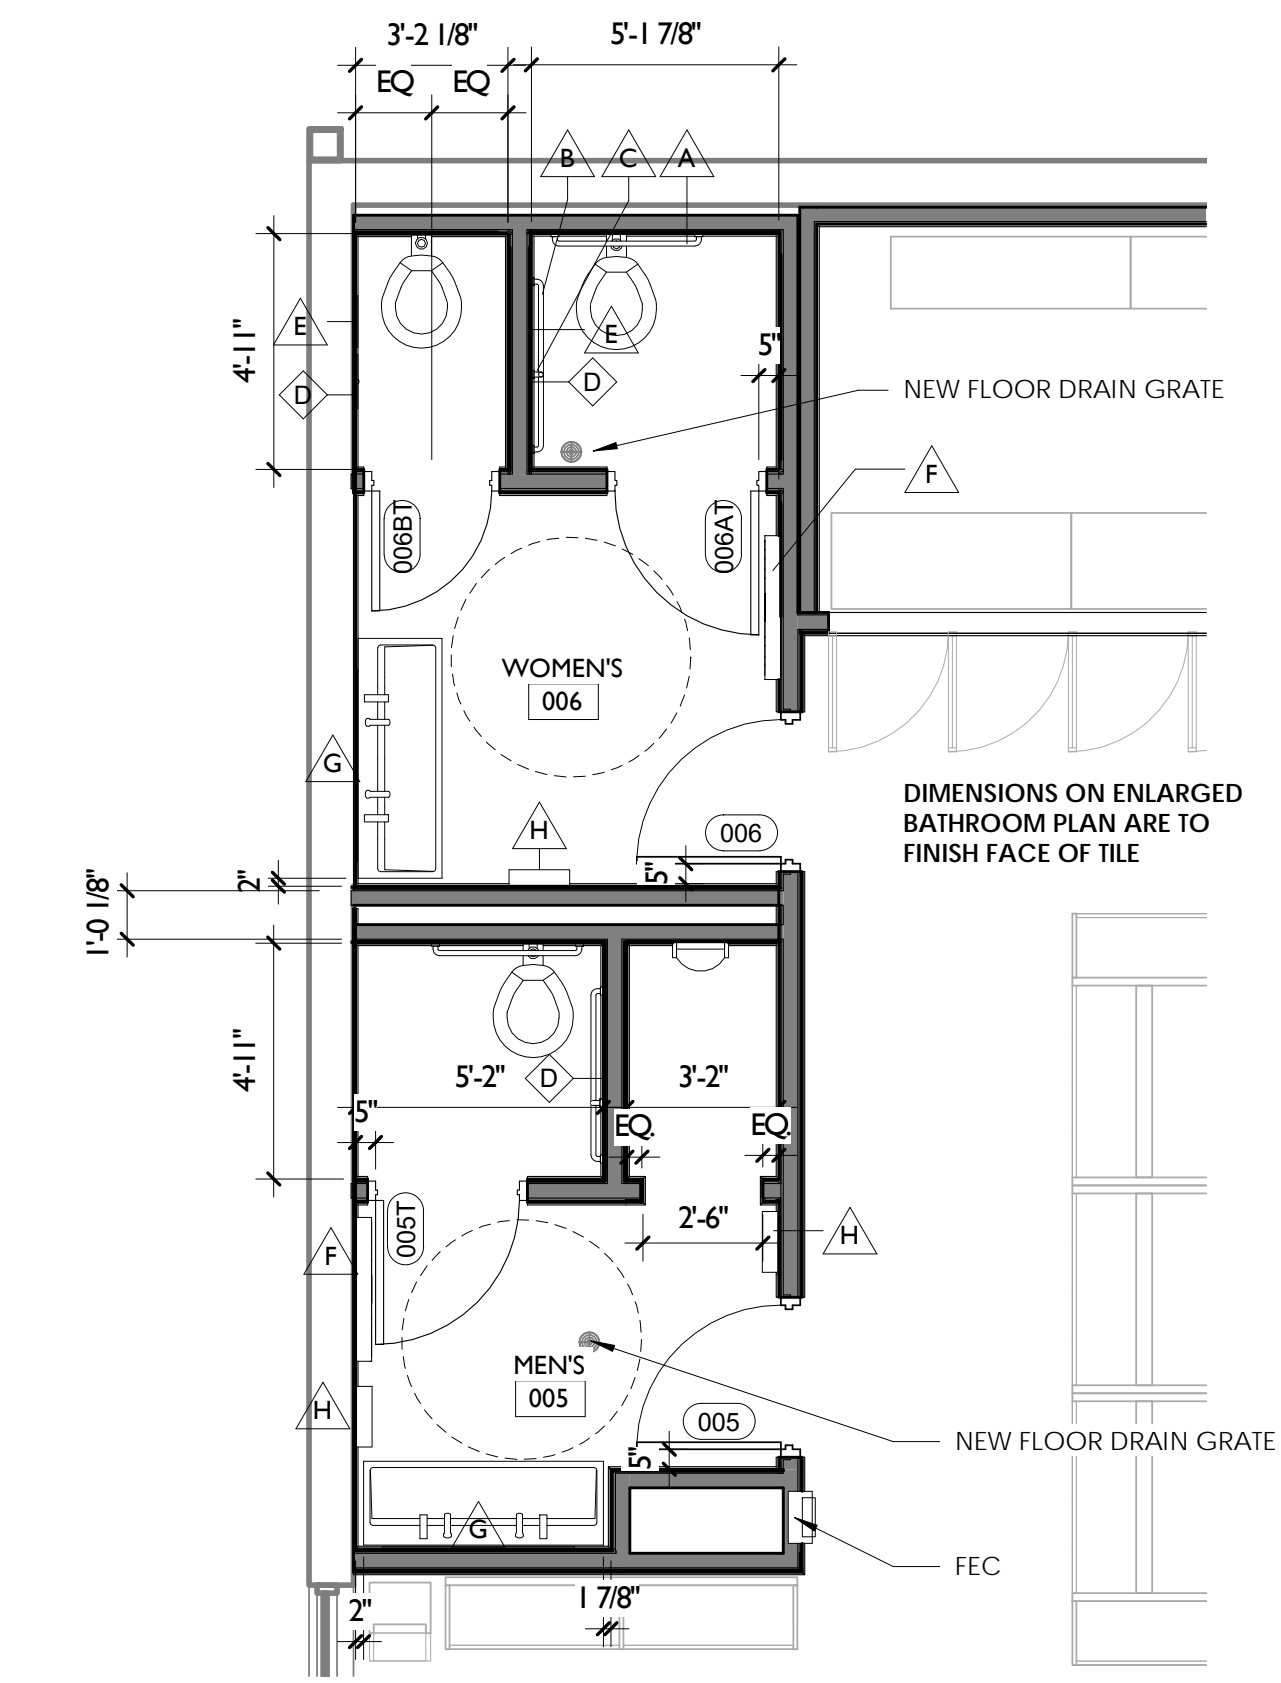 3'-2 1/8"
5'-1 7/8"
EQ
EQ
B
C
A
E
4'-11"
E
5"
D
D
NEW FLOOR DRAIN GRATE
F
006BT
006AT
WOMEN'S
006
G
DIMENSIONS ON ENLARGED
BATHROOM PLAN ARE TO
FINISH FACE OF TILE
H
006
5"
2"
1'-0 1/8"
4'-11"
5'-2"
D
3'-2"
5"
EQ.
EQ.
005T
2'-6"
H
F
MEN'S
005
H
005
NEW FLOOR DRAIN GRATE
5"
G
FEC
2"
1 7/8"